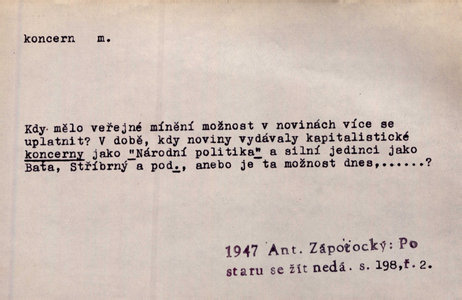 koncern m.
Kdy mělo veřejné mínění možnost v novinách více se
uplatnit? V době, kdy noviny vydávaly kapitalistické
koncerny jako "Národní politika" a silní jedinci jako
Bata, Stříbrný a pod., anebo je ta možnost dnes,......?
1947 Ant. Zápotocký: Po
staru se žít nedá. s. 198, ř. 2.